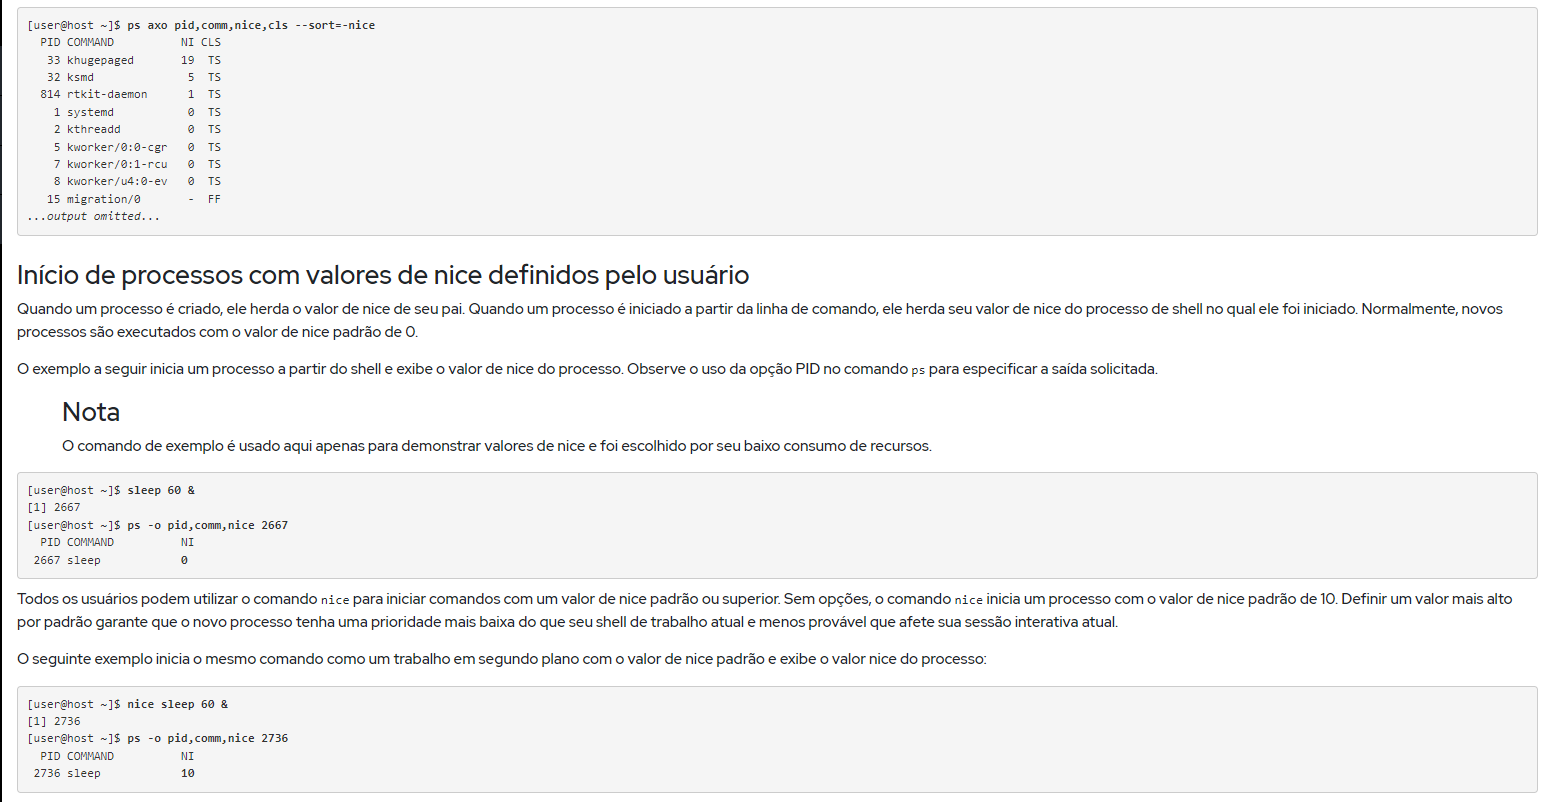 [user@host ~]$ ps axo pid,comm,nice,cls --sort=-nice
  PID COMMAND          NI CLS
   33 khugepaged       19  TS
   32 ksmd              5  TS
  814 rtkit-daemon      1  TS
    1 systemd           0  TS
    2 kthreadd          0  TS
    5 kworker/0:0-cgr   0  TS
    7 kworker/0:1-rcu   0  TS
    8 kworker/u4:0-ev   0  TS
   15 migration/0       -  FF
...output omitted...
Início de processos com valores de nice definidos pelo usuário
Quando um processo é criado, ele herda o valor de nice de seu pai. Quando um processo é iniciado a partir da linha de comando, ele herda seu valor de nice do processo de shell no qual ele foi iniciado. Normalmente, novos
processos são executados com o valor de nice padrão de 0.
O exemplo a seguir inicia um processo a partir do shell e exibe o valor de nice do processo. Observe o uso da opção PID no comando ps para especificar a saída solicitada.
Nota
O comando de exemplo é usado aqui apenas para demonstrar valores de nice e foi escolhido por seu baixo consumo de recursos.
[user@host ~]$ sleep 60 &
[1] 2667
[user@host ~]$ ps -o pid,comm,nice 2667
  PID COMMAND          NI
 2667 sleep            0
Todos os usuários podem utilizar o comando nice para iniciar comandos com um valor de nice padrão ou superior. Sem opções, o comando nice inicia um processo com o valor de nice padrão de 10. Definir um valor mais alto
por padrão garante que o novo processo tenha uma prioridade mais baixa do que seu shell de trabalho atual e menos provável que afete sua sessão interativa atual.
O seguinte exemplo inicia o mesmo comando como um trabalho em segundo plano com o valor de nice padrão e exibe o valor nice do processo:
[user@host ~]$ nice sleep 60 &
[1] 2736
[user@host ~]$ ps -o pid,comm,nice 2736
  PID COMMAND          NI
 2736 sleep            10